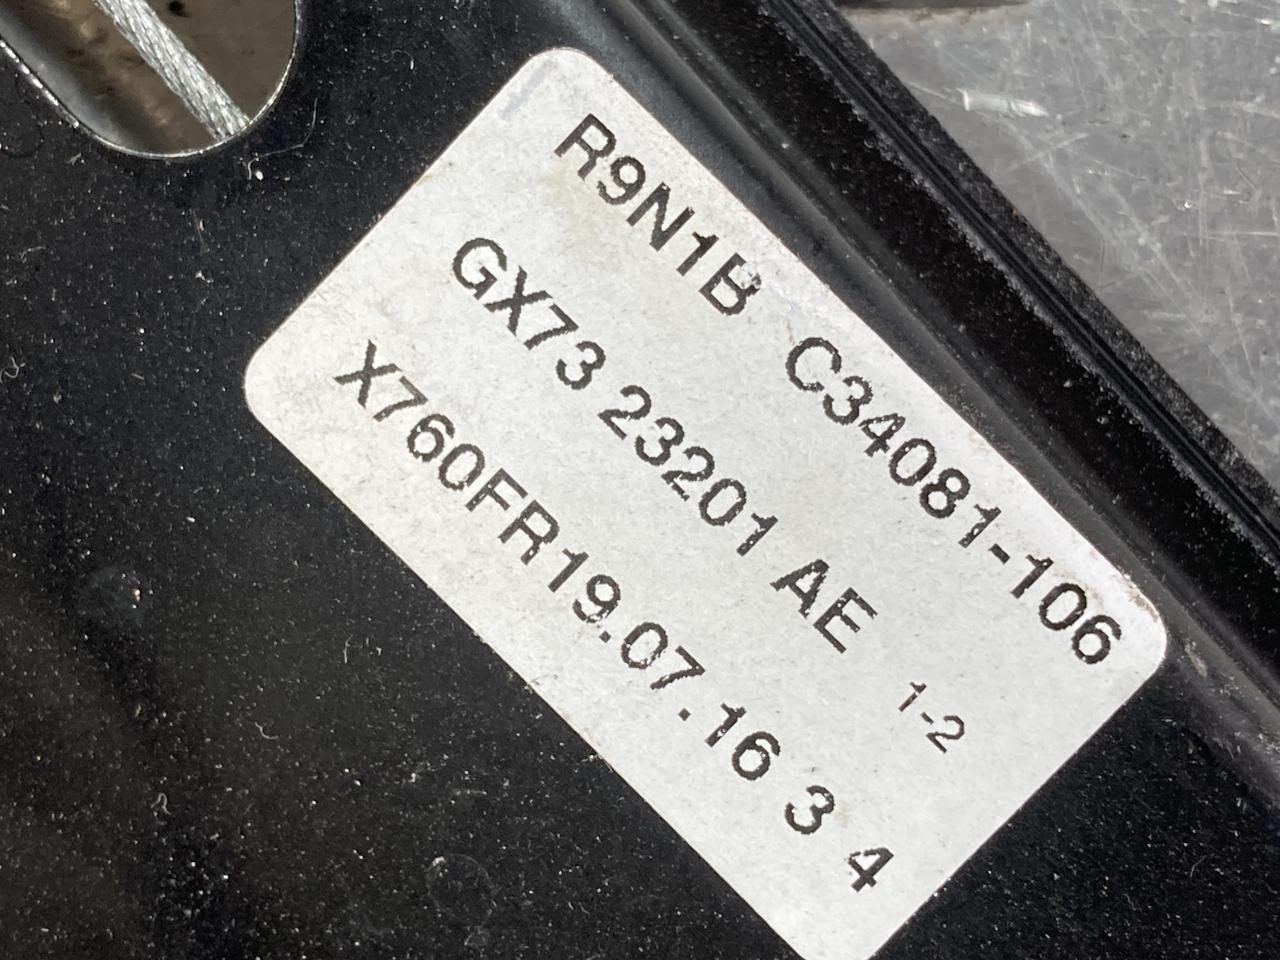 R9N1B C34081-106
GX73 23201 AE
1-2
X760FR19.07.16 3 4